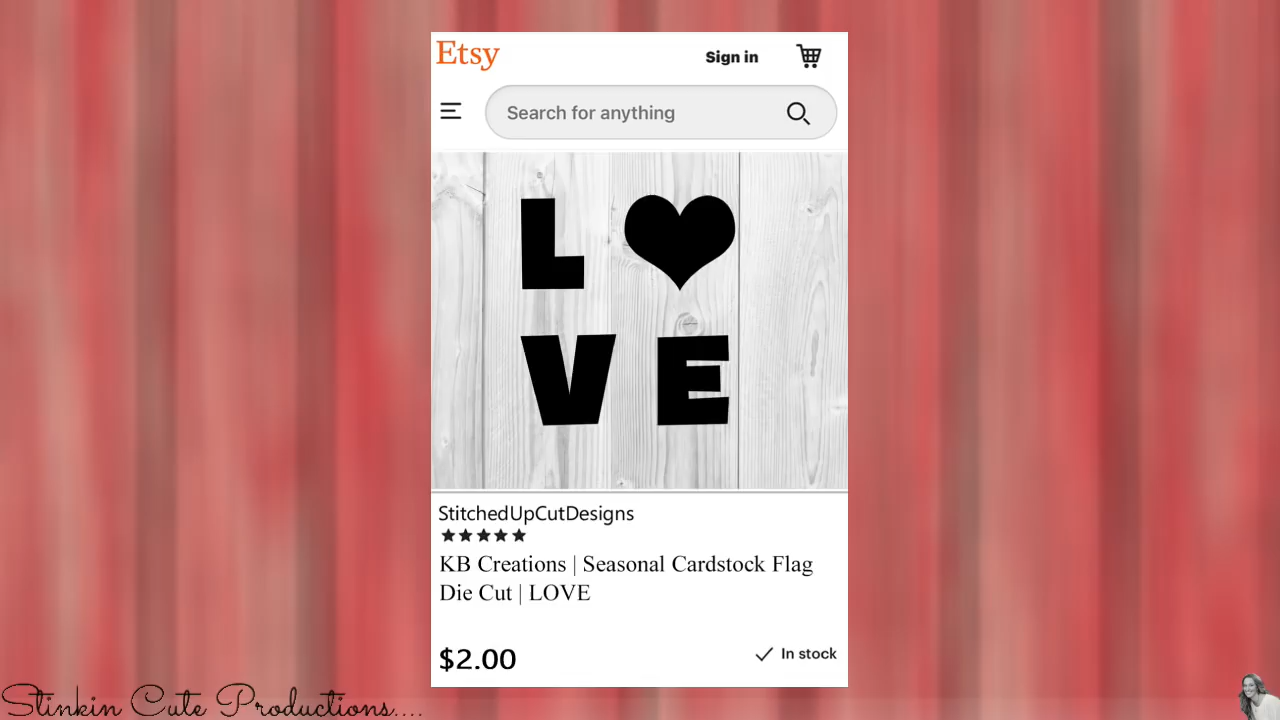 Etsy
Sign in
Search for anything
L
V E
StitchedUpCutDesigns
KB Creations | Seasonal Cardstock Flag
Die Cut | LOVE
$2.00
In stock
Stinkin Cute Productions....